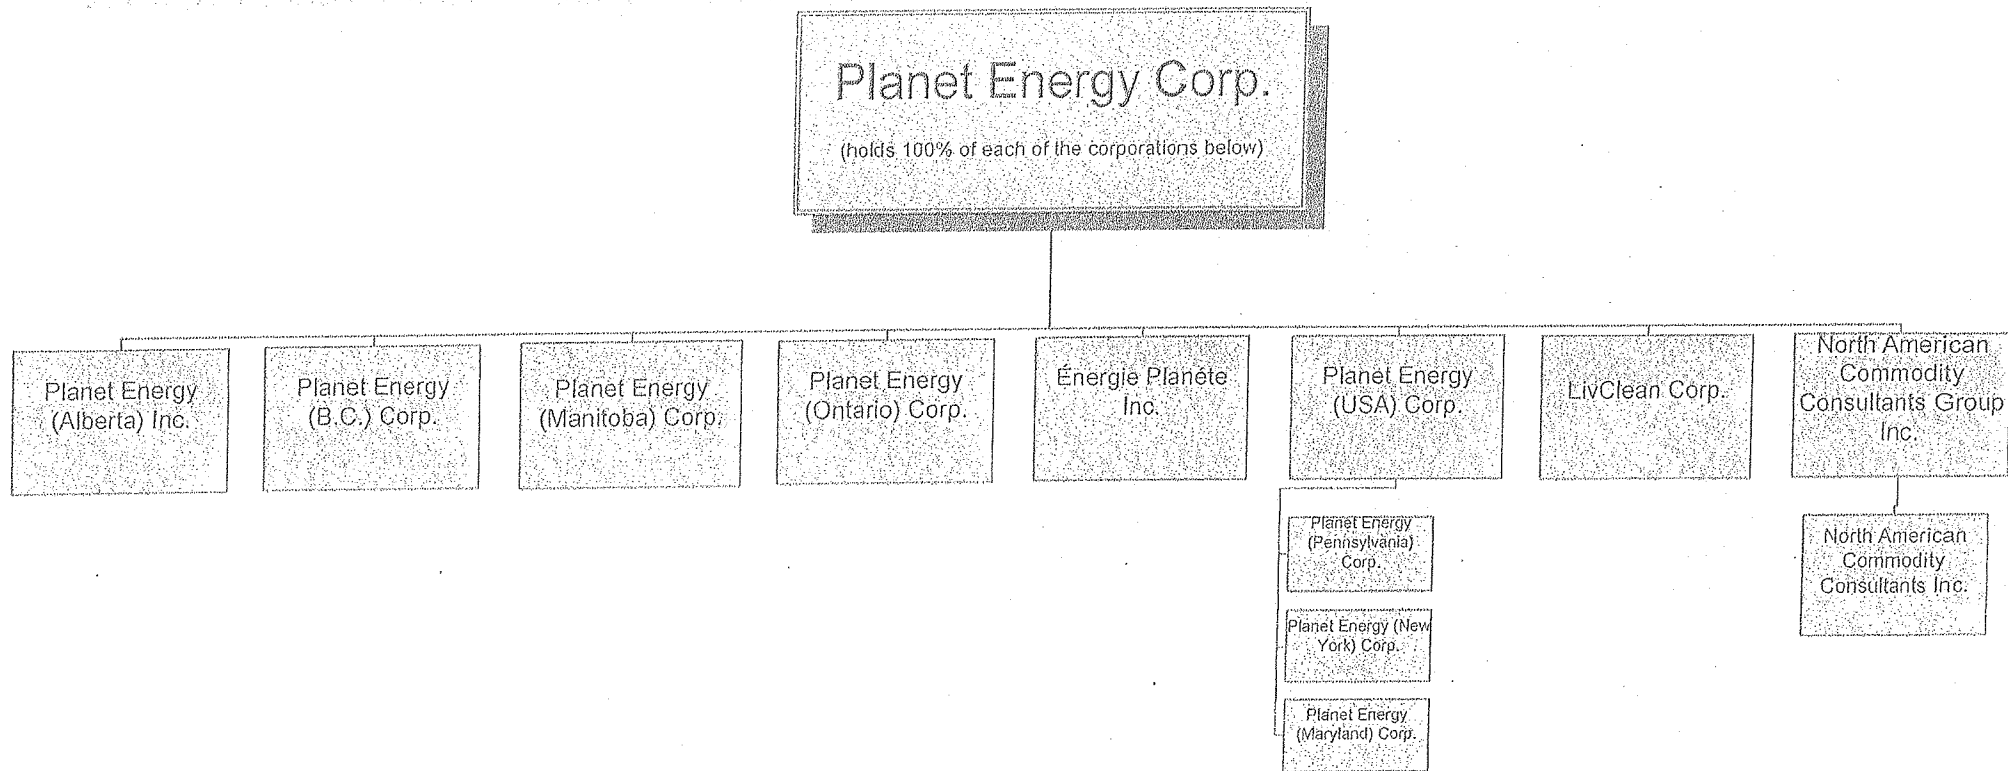 Planet Energy Corp.
(holds 100% of each of the corporations below)
Planet Energy
(Alberta) Inc.
Planet Energy
(B.C.) Corp.
Planet Energy
(Manitoba) Corp.
Planet Energy
(Ontario) Corp.
Énergie Planéte
Inc.
Planet Energy
(USA) Corp.
LivClean Corp.
North American
Commodity
Consultants Group
Inc.
Planet Energy
(Pennsylvania)
Corp.
Planet Energy (New
York) Corp.
Planet Energy
(Maryland) Corp.
North American
Commodity
Consultants Inc.